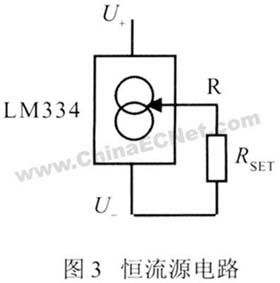 U+
LM334
R
RSET
www.ChinaECNet.com
U-
图 3 恒流源电路